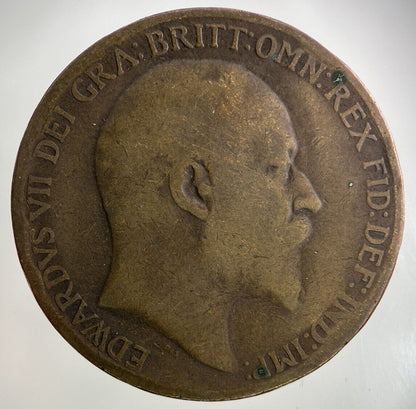 EDWARDVS VII DEI GRA: BRITT: OMN: REX FID: DEF: IND: IMP: